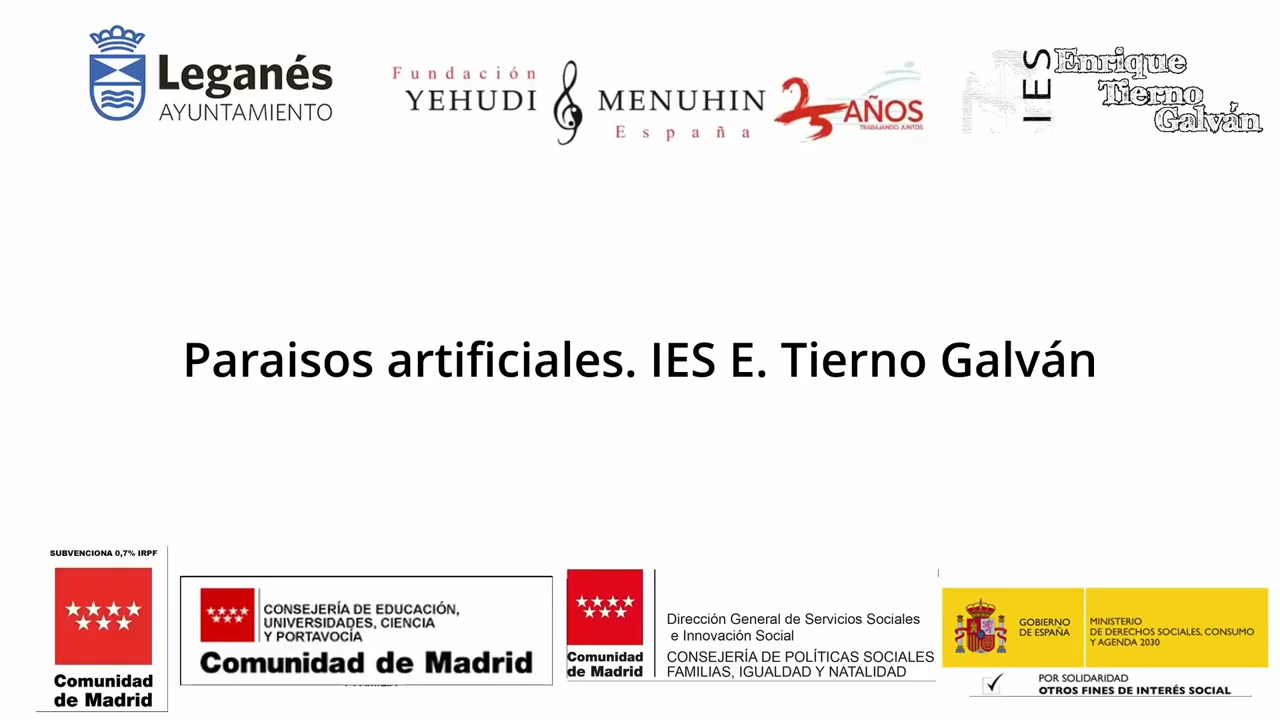 Leganés
AYUNTAMIENTO
Fundación
YEHUDI MENUHIN
España
25 AÑOS
TRABAJANDO JUNTOS
IES
Enrique
Tierno
Galván
Paraisos artificiales. IES E. Tierno Galván
SUBVENCIONA 0,7% IRPF
Comunidad
de Madrid
CONSEJERÍA DE EDUCACIÓN,
UNIVERSIDADES, CIENCIA
Y PORTAVOCÍA
Comunidad de Madrid
Comunidad
de Madrid
Dirección General de Servicios Sociales
e Innovación Social
CONSEJERÍA DE POLÍTICAS SOCIALES
FAMILIAS, IGUALDAD Y NATALIDAD
GOBIERNO
DE ESPAÑA
MINISTERIO
DE DERECHOS SOCIALES, CONSUMO
Y AGENDA 2030
POR SOLIDARIDAD
OTROS FINES DE INTERÉS SOCIAL